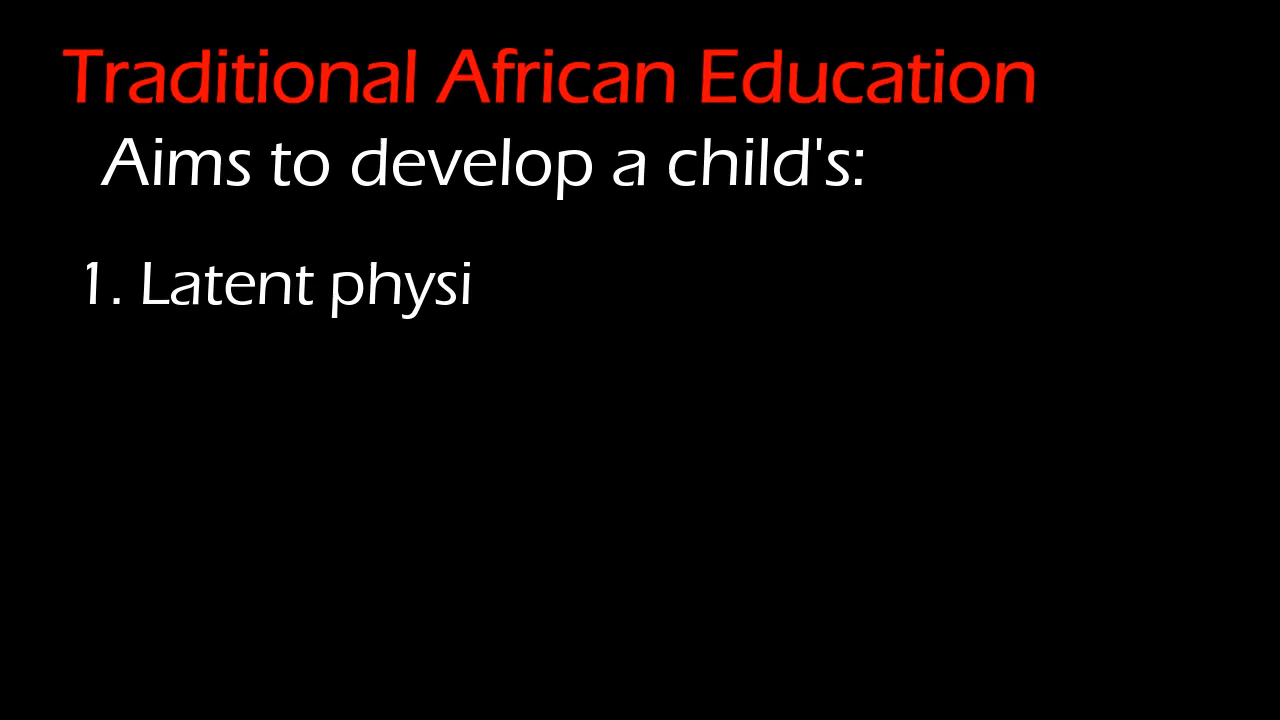 Traditional African Education
Aims to develop a child's:
1. Latent physi